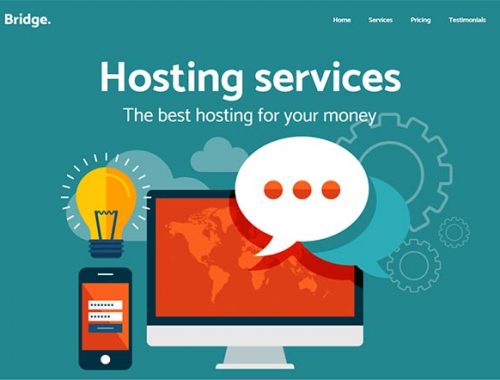 Bridge.
Home Services Pricing Testimonials
Hosting services
The best hosting for your money